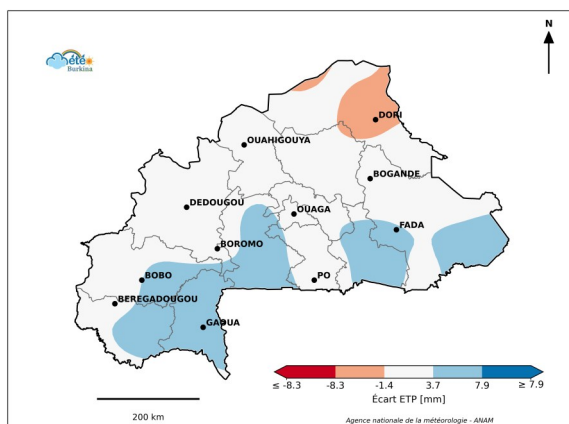 N
Météo
Burkina
DORI
OUAHIGOUYA
BOGANDE
DEDOUGOU
OUAGA
FADA
BOROMO
BOBO
PO
BEREGADOUGOU
GAOUA
≤ -8.3
-8.3
-1.4
3.7
7.9
≥ 7.9
Écart ETP [mm]
200 km
Agence nationale de la météorologie - ANAM